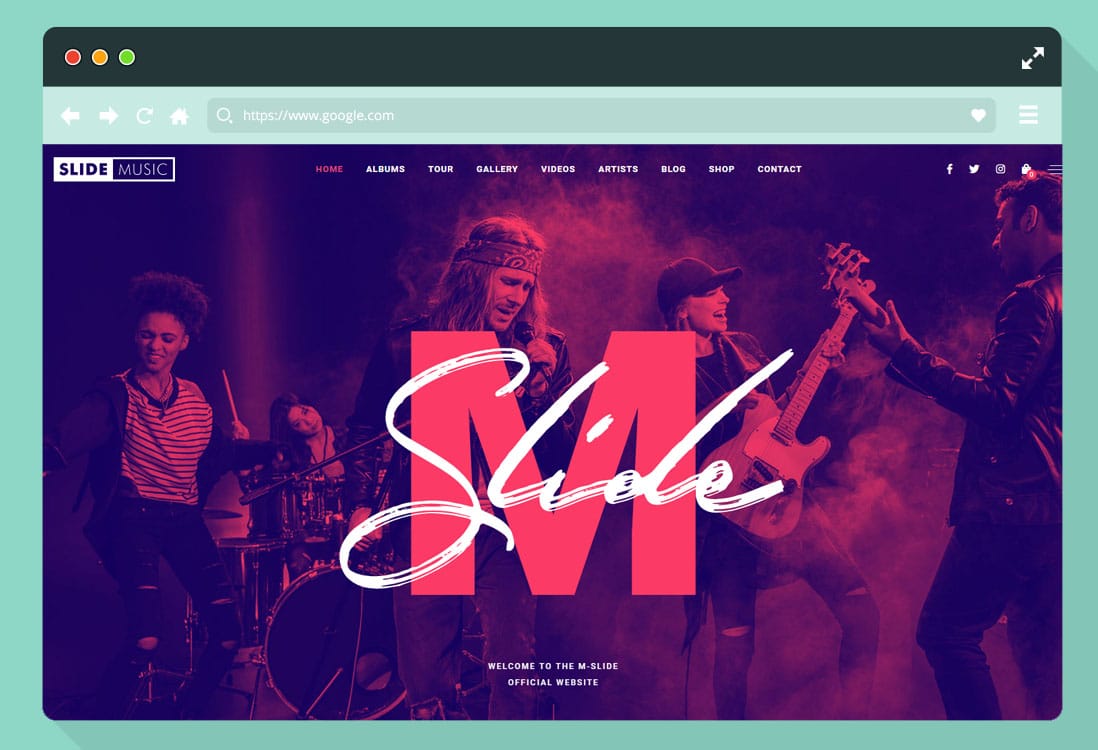 https://www.google.com
SLIDE MUSIC
HOME ALBUMS TOUR GALLERY VIDEOS ARTISTS BLOG SHOP CONTACT
0
M
Slide
WELCOME TO THE M-SLIDE
OFFICIAL WEBSITE